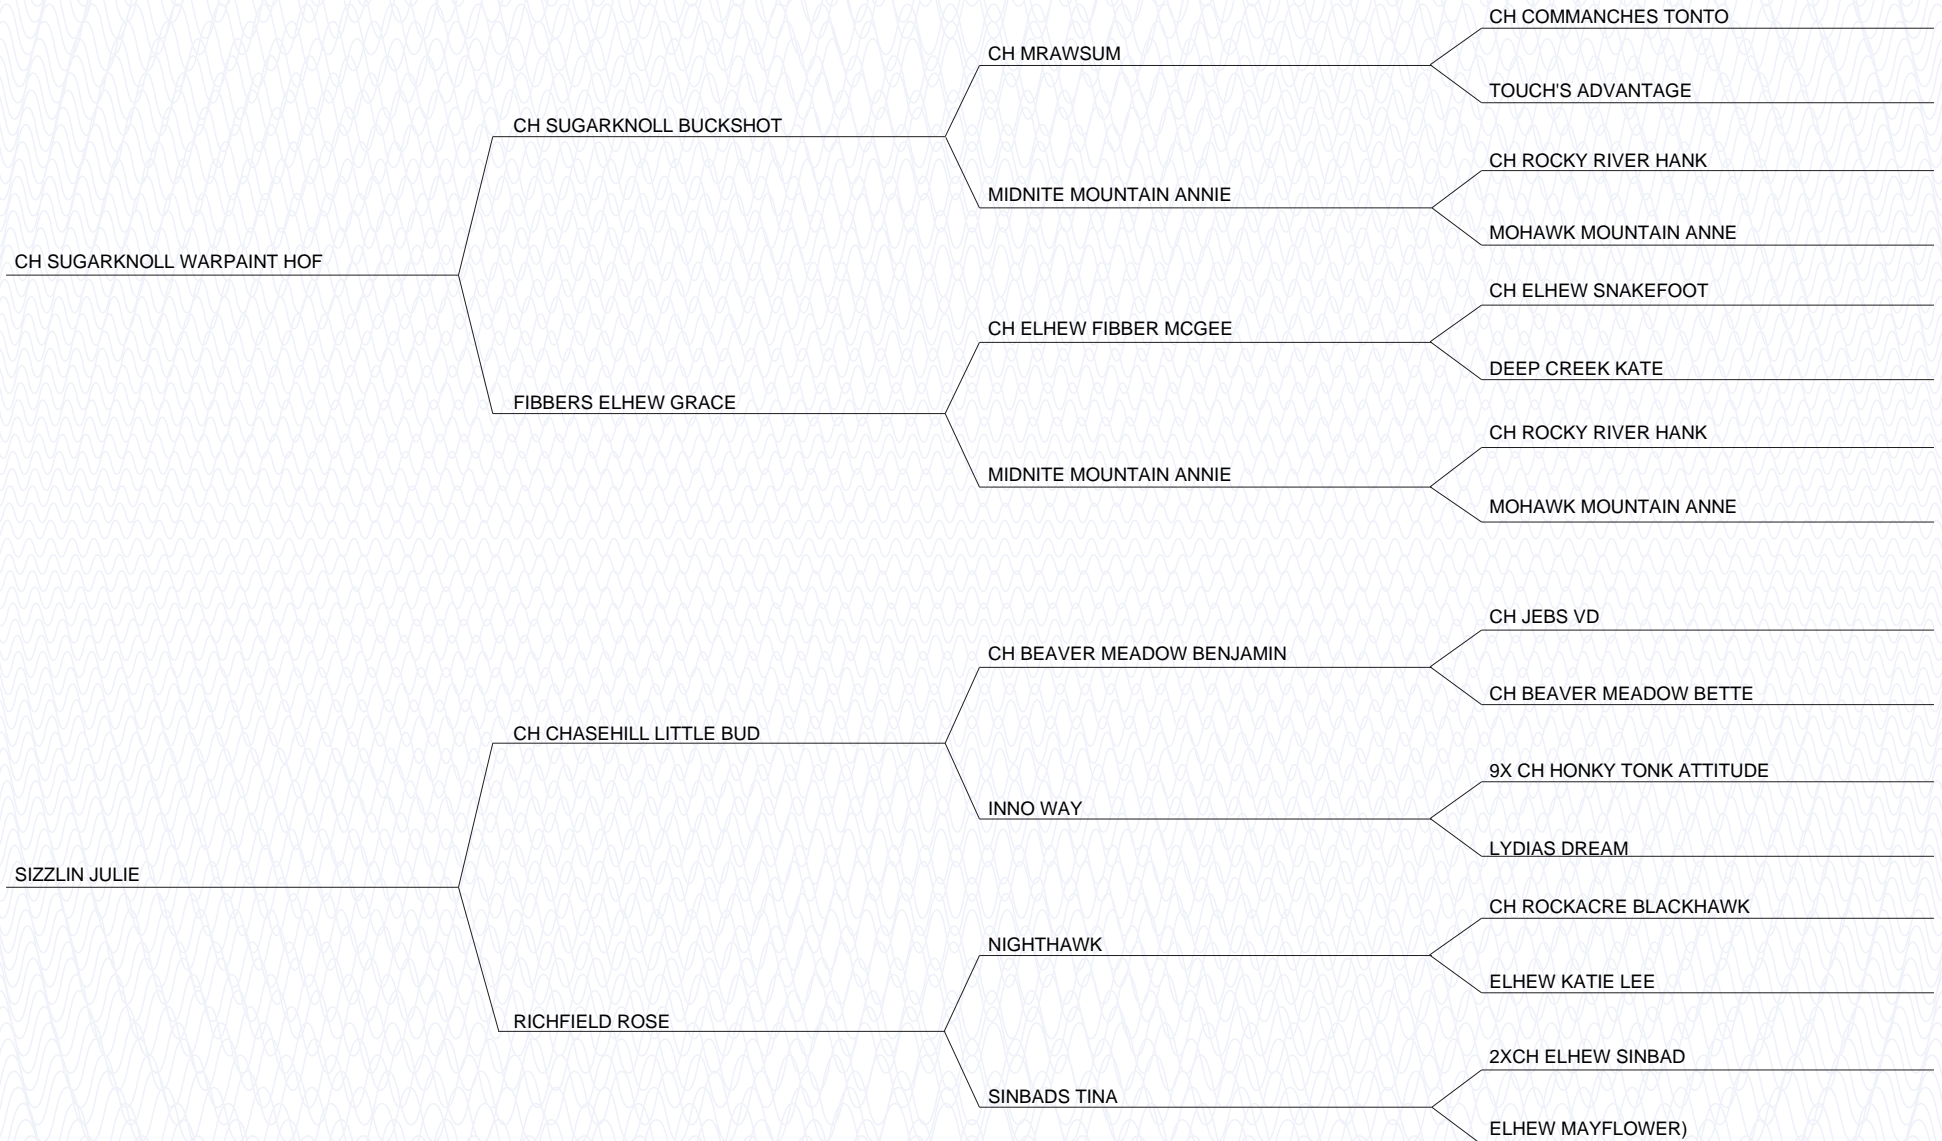 CH COMMANCHES TONTO
CH MRAWSUM
TOUCH'S ADVANTAGE
CH SUGARKNOLL BUCKSHOT
CH ROCKY RIVER HANK
MIDNITE MOUNTAIN ANNIE
MOHAWK MOUNTAIN ANNE
CH SUGARKNOLL WARPAINT HOF
CH ELHEW SNAKEFOOT
CH ELHEW FIBBER MCGEE
DEEP CREEK KATE
FIBBERS ELHEW GRACE
CH ROCKY RIVER HANK
MIDNITE MOUNTAIN ANNIE
MOHAWK MOUNTAIN ANNE
CH JEBS VD
CH BEAVER MEADOW BENJAMIN
CH BEAVER MEADOW BETTE
CH CHASEHILL LITTLE BUD
9X CH HONKY TONK ATTITUDE
INNO WAY
LYDIAS DREAM
SIZZLIN JULIE
CH ROCKACRE BLACKHAWK
NIGHTHAWK
ELHEW KATIE LEE
RICHFIELD ROSE
2XCH ELHEW SINBAD
SINBADS TINA
ELHEW MAYFLOWER)